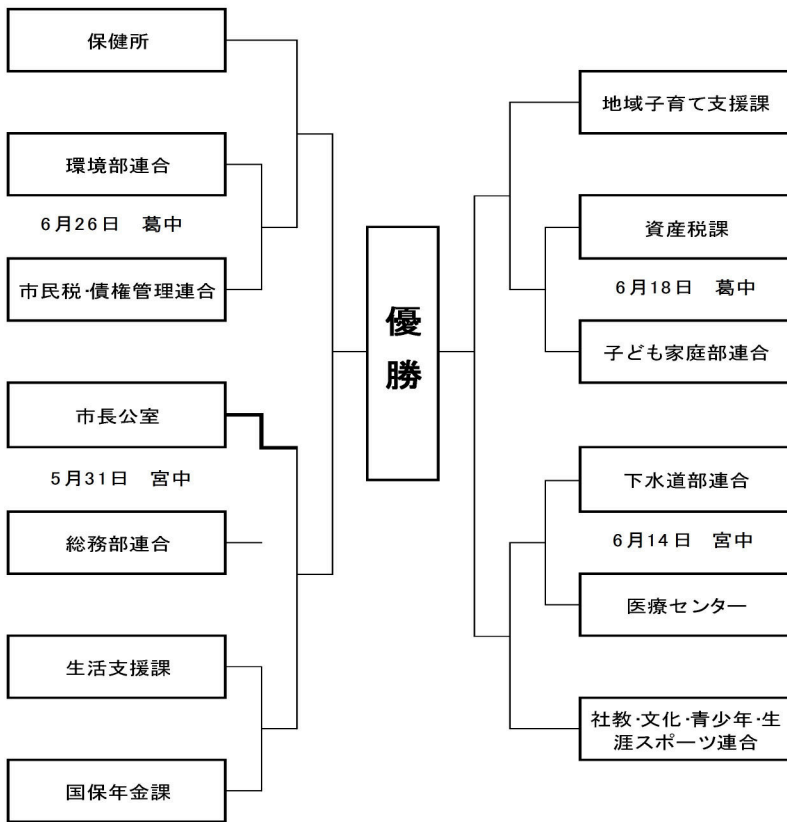 保健所
環境部連合
6月26日　葛中
市民税･債権管理連合
市長公室
5月31日　宮中
総務部連合
生活支援課
国保年金課
優
勝
地域子育て支援課
資産税課
6月18日　葛中
子ども家庭部連合
下水道部連合
6月14日　宮中
医療センター
社教･文化･青少年･生
涯スポーツ連合